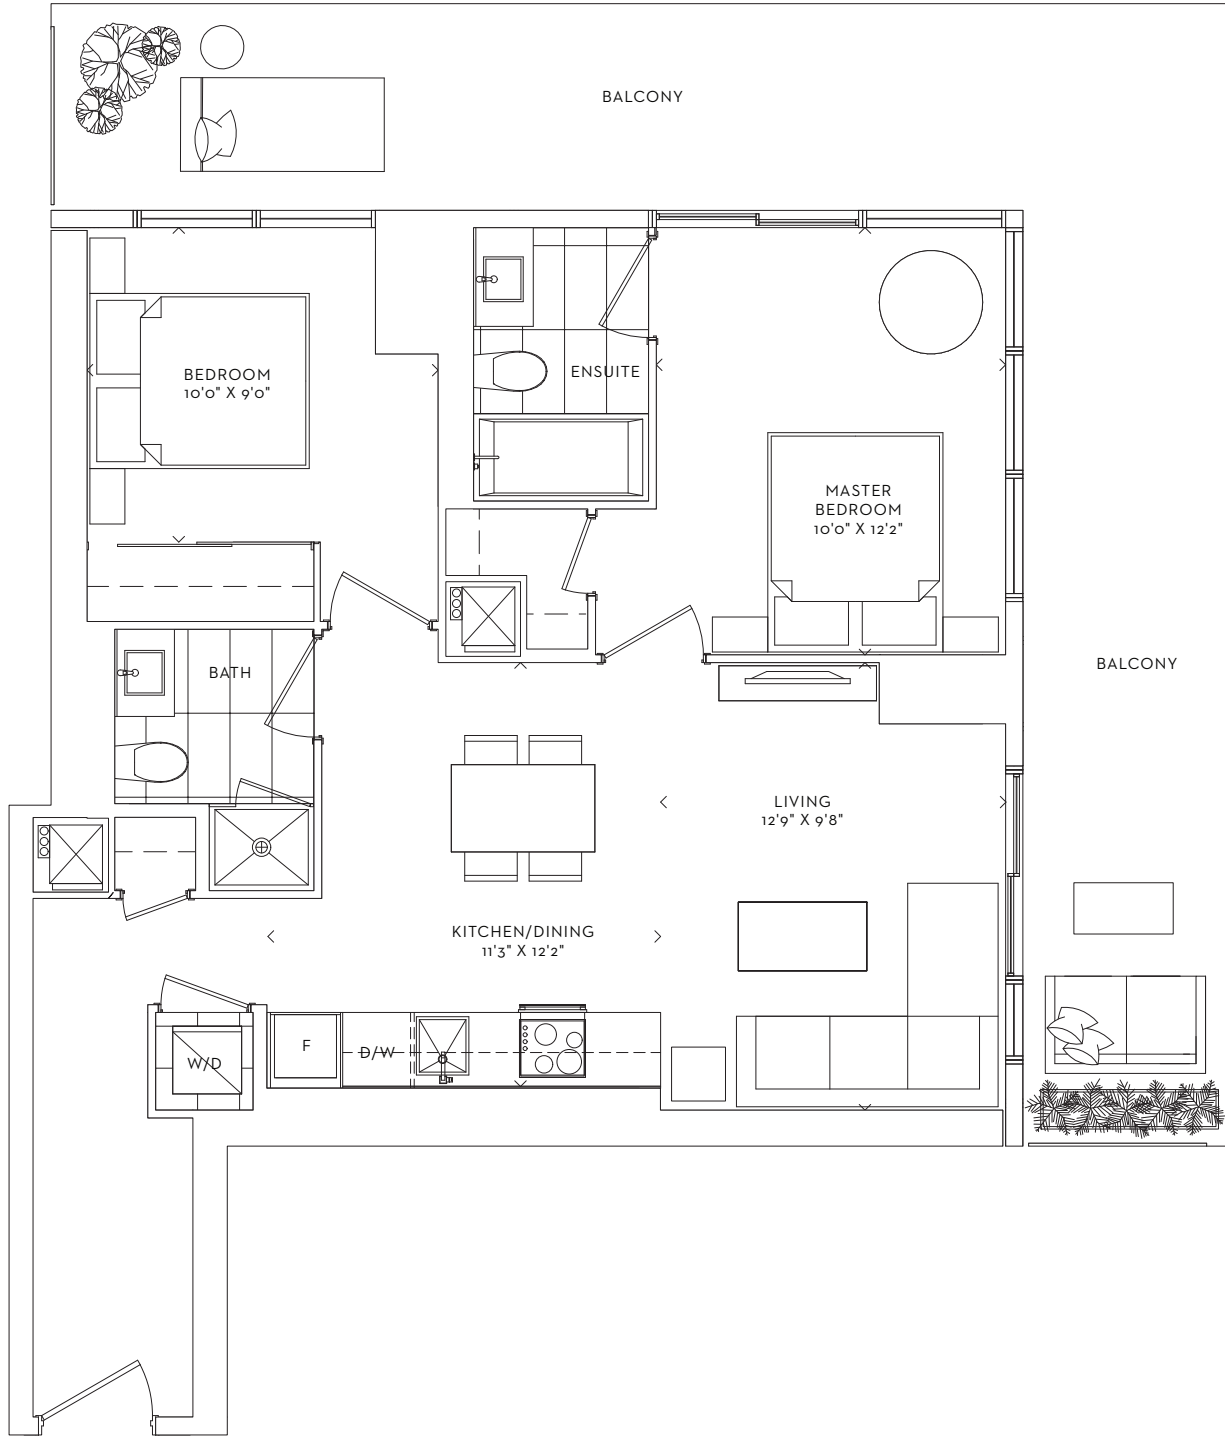 BALCONY
BEDROOM
10'0" X 9'0"
ENSUITE
MASTER
BEDROOM
10'0" X 12'2"
BATH
BALCONY
LIVING
12'9" X 9'8"
KITCHEN/DINING
11'3" X 12'2"
F
D/W
W/D